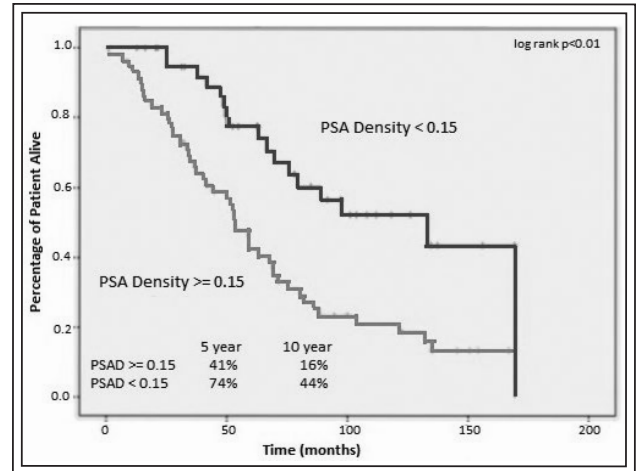 log rank p<0.01
Percentage of Patient Alive
1.0
0.8
0.6
0.4
0.2
0.0
PSA Density < 0.15
PSA Density >= 0.15
5 year 10 year
PSAD >= 0.15 41% 16%
PSAD < 0.15 74% 44%
0 50 100 150 200
Time (months)